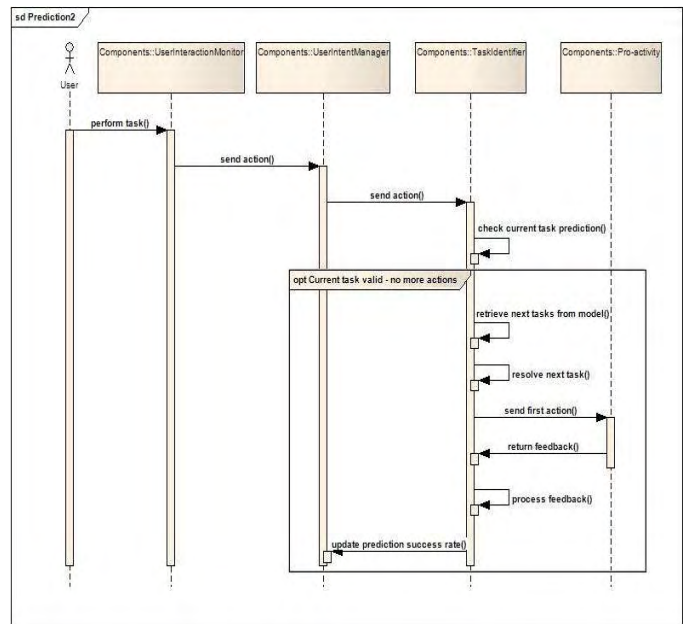 sd Prediction2
User
Components::UserInteractionMonitor
Components::UserIntentManager
Components::TaskIdentifier
Components::Pro-activity
perform task()
send action()
send action()
check current task prediction()
opt Current task valid - no more actions
retrieve next tasks from model()
resolve next task()
send first action()
return feedback()
process feedback()
update prediction success rate()